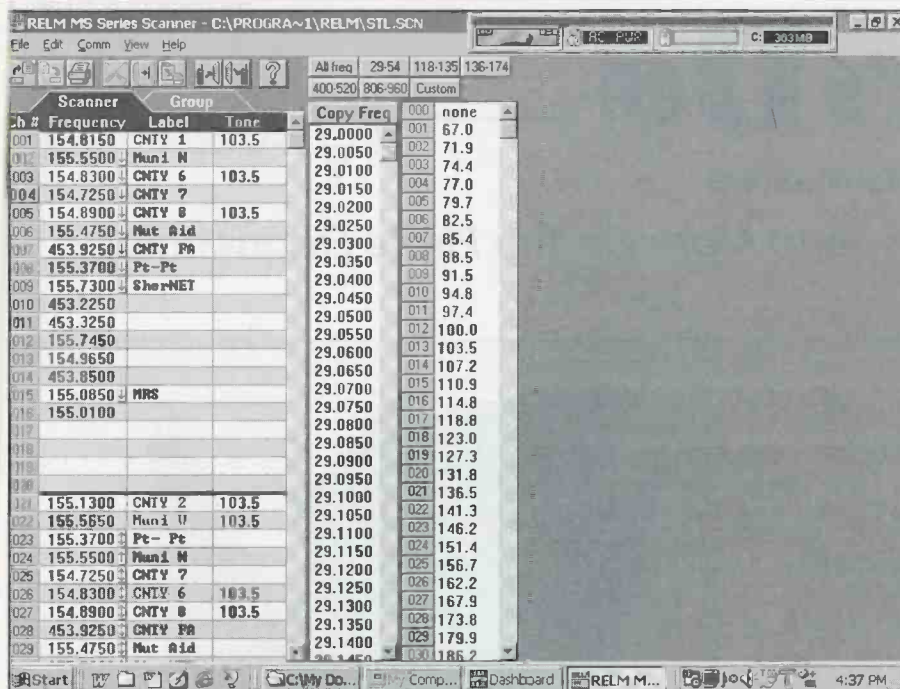 RELM MS Series Scanner - C:\PROGRA~1\RELM\STL.SCN
AC PWR C: 303MB
File Edit Comm View Help
All freq 29-54 118-135 136-174
400-520 806-960 Custom
Scanner Group
Ch # Frequency Label Tone
001 154.8150 CNTY 1 103.5
002 155.5500 Muni N
003 154.8300 CNTY 6 103.5
004 154.7250 CNTY 7
005 154.8900 CNTY 8 103.5
006 155.4750 Mut Aid
007 453.9250 CNTY PA
008 155.3700 Pt-Pt
009 155.7300 SherNET
010 453.2250
011 453.3250
012 155.7450
013 154.9650
014 453.8500
015 155.0850 MRS
016 155.0100
017
018
019
020
021 155.1300 CNTY 2 103.5
022 155.5650 Muni W 103.5
023 155.3700 Pt- Pt
024 155.5500 Muni N
025 154.7250 CNTY 7
026 154.8300 CNTY 6 103.5
027 154.8900 CNTY 8 103.5
028 453.9250 CNTY PA
029 155.4750 Mut Aid
Copy Freq
29.0000
29.0050
29.0100
29.0150
29.0200
29.0250
29.0300
29.0350
29.0400
29.0450
29.0500
29.0550
29.0600
29.0650
29.0700
29.0750
29.0800
29.0850
29.0900
29.0950
29.1000
29.1050
29.1100
29.1150
29.1200
29.1250
29.1300
29.1350
29.1400
29.1450
000 none
001 67.0
002 71.9
003 74.4
004 77.0
005 79.7
006 82.5
007 85.4
008 88.5
009 91.5
010 94.8
011 97.4
012 100.0
013 103.5
014 107.2
015 110.9
016 114.8
017 118.8
018 123.0
019 127.3
020 131.8
021 136.5
022 141.3
023 146.2
024 151.4
025 156.7
026 162.2
027 167.9
028 173.8
029 179.9
030 186.2
Start C:\My Do... My Comp... Dashboard RELM M... 4:37 PM